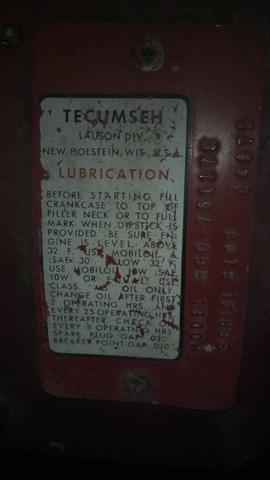 TECUMSEH
LAUSON DIV.
NEW HOLSTEIN, WIS., U.S.A.
LUBRICATION
BEFORE STARTING FILL
CRANKCASE TO TOP OF
FILLER NECK OR TO FULL
MARK WHEN DIPSTICK IS
PROVIDED. BE SURE EN-
GINE IS LEVEL. ABOVE
32 F. USE MOBILOIL A
(SAE 30 BELOW 32 F.
USE MOBILOIL 10W (SAE
10W OR EQUIVALENT
CLASS OIL ONLY
CHANGE OIL AFTER FIRST
2 OPERATING HRS. AND
EVERY 25 OPERATING HRS
THEREAFTER. CHECK OIL
EVERY 5 OPERATING HRS
SPARK PLUG GAP .030"
BREAKER POINT GAP .020"
MODEL
SERIAL